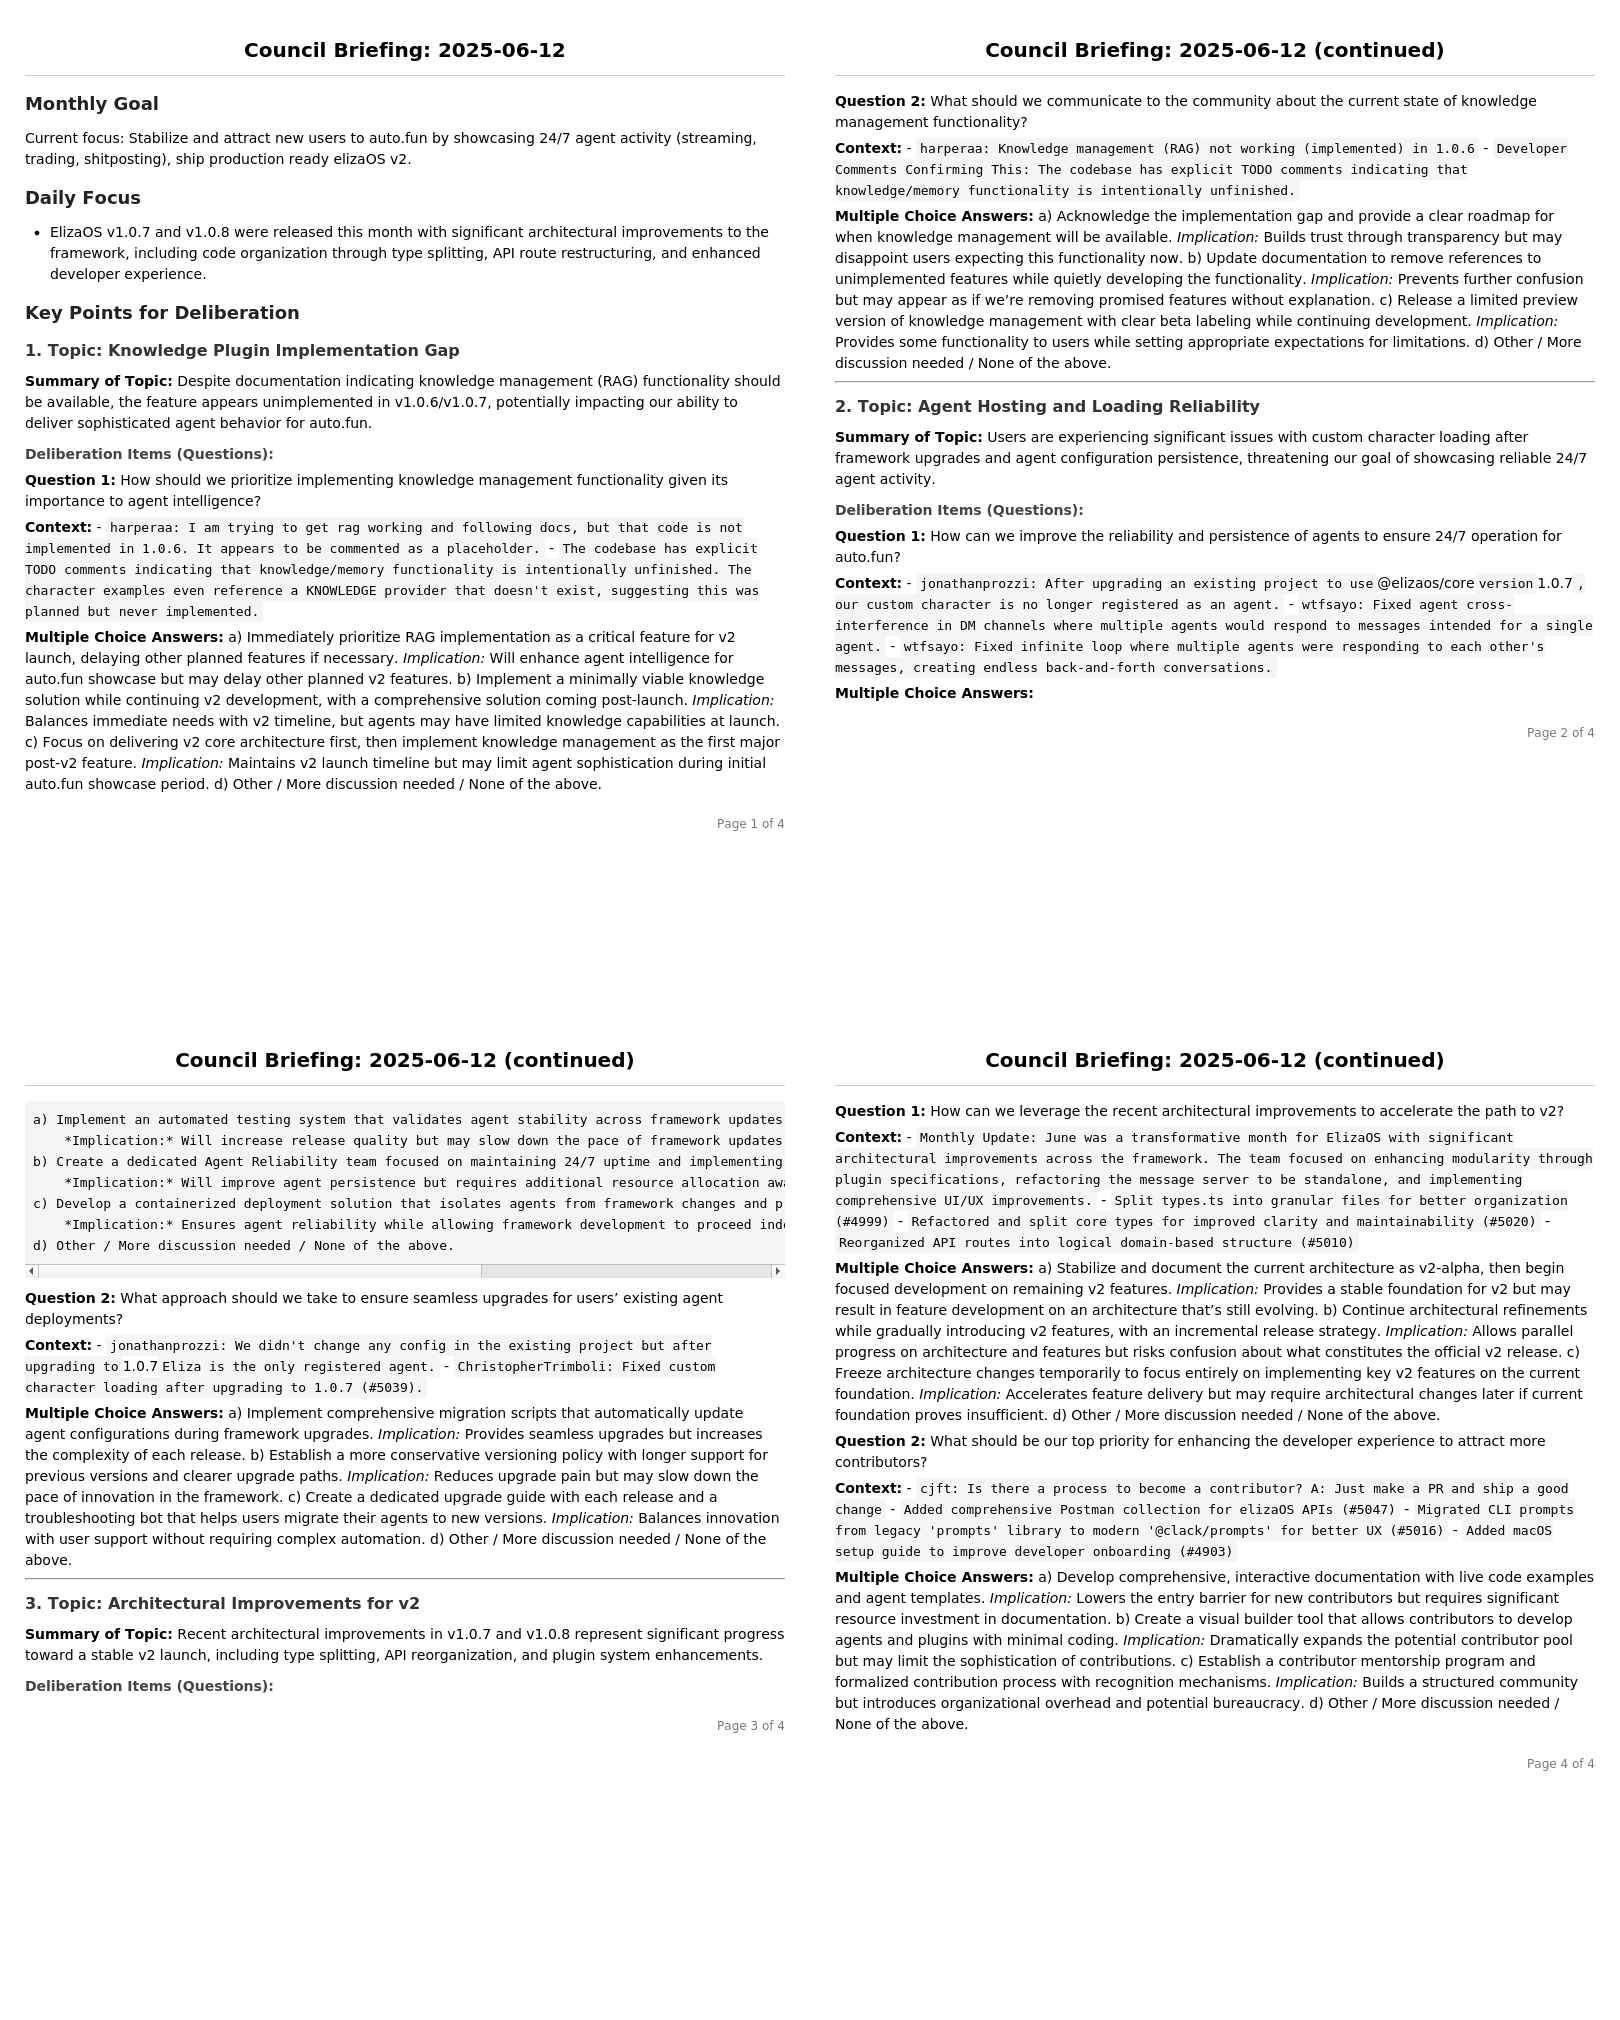 Council Briefing: 2025-06-12
Monthly Goal
Current focus: Stabilize and attract new users to auto.fun by showcasing 24/7 agent activity (streaming,
trading, shitposting), ship production ready elizaOS v2.
Daily Focus
• ElizaOS v1.0.7 and v1.0.8 were released this month with significant architectural improvements to the
framework, including code organization through type splitting, API route restructuring, and enhanced
developer experience.
Key Points for Deliberation
1. Topic: Knowledge Plugin Implementation Gap
Summary of Topic: Despite documentation indicating knowledge management (RAG) functionality should
be available, the feature appears unimplemented in v1.0.6/v1.0.7, potentially impacting our ability to
deliver sophisticated agent behavior for auto.fun.
Deliberation Items (Questions):
Question 1: How should we prioritize implementing knowledge management functionality given its
importance to agent intelligence?
Context: - harperaa: I am trying to get rag working and following docs, but that code is not
implemented in 1.0.6. It appears to be commented as a placeholder. - The codebase has explicit
TODO comments indicating that knowledge/memory functionality is intentionally unfinished. The
character examples even reference a KNOWLEDGE provider that doesn't exist, suggesting this was
planned but never implemented.
Multiple Choice Answers: a) Immediately prioritize RAG implementation as a critical feature for v2
launch, delaying other planned features if necessary. Implication: Will enhance agent intelligence for
auto.fun showcase but may delay other planned v2 features. b) Implement a minimally viable knowledge
solution while continuing v2 development, with a comprehensive solution coming post-launch. Implication:
Balances immediate needs with v2 timeline, but agents may have limited knowledge capabilities at launch.
c) Focus on delivering v2 core architecture first, then implement knowledge management as the first major
post-v2 feature. Implication: Maintains v2 launch timeline but may limit agent sophistication during initial
auto.fun showcase period. d) Other / More discussion needed / None of the above.
Page 1 of 4
Council Briefing: 2025-06-12 (continued)
Question 2: What should we communicate to the community about the current state of knowledge
management functionality?
Context: - harperaa: Knowledge management (RAG) not working (implemented) in 1.0.6 - Developer
Comments Confirming This: The codebase has explicit TODO comments indicating that
knowledge/memory functionality is intentionally unfinished.
Multiple Choice Answers: a) Acknowledge the implementation gap and provide a clear roadmap for
when knowledge management will be available. Implication: Builds trust through transparency but may
disappoint users expecting this functionality now. b) Update documentation to remove references to
unimplemented features while quietly developing the functionality. Implication: Prevents further confusion
but may appear as if we’re removing promised features without explanation. c) Release a limited preview
version of knowledge management with clear beta labeling while continuing development. Implication:
Provides some functionality to users while setting appropriate expectations for limitations. d) Other / More
discussion needed / None of the above.
2. Topic: Agent Hosting and Loading Reliability
Summary of Topic: Users are experiencing significant issues with custom character loading after
framework upgrades and agent configuration persistence, threatening our goal of showcasing reliable 24/7
agent activity.
Deliberation Items (Questions):
Question 1: How can we improve the reliability and persistence of agents to ensure 24/7 operation for
auto.fun?
Context: - jonathanprozzi: After upgrading an existing project to use @elizaos/core version 1.0.7 ,
our custom character is no longer registered as an agent. - wtfsayo: Fixed agent cross-
interference in DM channels where multiple agents would respond to messages intended for a single
agent. - wtfsayo: Fixed infinite loop where multiple agents were responding to each other's
messages, creating endless back-and-forth conversations.
Multiple Choice Answers:
Page 2 of 4
Council Briefing: 2025-06-12 (continued)
a) Implement an automated testing system that validates agent stability across framework updates
*Implication:* Will increase release quality but may slow down the pace of framework updates
b) Create a dedicated Agent Reliability team focused on maintaining 24/7 uptime and implementing
*Implication:* Will improve agent persistence but requires additional resource allocation awa
c) Develop a containerized deployment solution that isolates agents from framework changes and p
*Implication:* Ensures agent reliability while allowing framework development to proceed inde
d) Other / More discussion needed / None of the above.
Question 2: What approach should we take to ensure seamless upgrades for users’ existing agent
deployments?
Context: - jonathanprozzi: We didn't change any config in the existing project but after
upgrading to 1.0.7 Eliza is the only registered agent. - ChristopherTrimboli: Fixed custom
character loading after upgrading to 1.0.7 (#5039).
Multiple Choice Answers: a) Implement comprehensive migration scripts that automatically update
agent configurations during framework upgrades. Implication: Provides seamless upgrades but increases
the complexity of each release. b) Establish a more conservative versioning policy with longer support for
previous versions and clearer upgrade paths. Implication: Reduces upgrade pain but may slow down the
pace of innovation in the framework. c) Create a dedicated upgrade guide with each release and a
troubleshooting bot that helps users migrate their agents to new versions. Implication: Balances innovation
with user support without requiring complex automation. d) Other / More discussion needed / None of the
above.
3. Topic: Architectural Improvements for v2
Summary of Topic: Recent architectural improvements in v1.0.7 and v1.0.8 represent significant progress
toward a stable v2 launch, including type splitting, API reorganization, and plugin system enhancements.
Deliberation Items (Questions):
Page 3 of 4
Council Briefing: 2025-06-12 (continued)
Question 1: How can we leverage the recent architectural improvements to accelerate the path to v2?
Context: - Monthly Update: June was a transformative month for ElizaOS with significant
architectural improvements across the framework. The team focused on enhancing modularity through
plugin specifications, refactoring the message server to be standalone, and implementing
comprehensive UI/UX improvements. - Split types.ts into granular files for better organization
(#4999) - Refactored and split core types for improved clarity and maintainability (#5020) -
Reorganized API routes into logical domain-based structure (#5010)
Multiple Choice Answers: a) Stabilize and document the current architecture as v2-alpha, then begin
focused development on remaining v2 features. Implication: Provides a stable foundation for v2 but may
result in feature development on an architecture that’s still evolving. b) Continue architectural refinements
while gradually introducing v2 features, with an incremental release strategy. Implication: Allows parallel
progress on architecture and features but risks confusion about what constitutes the official v2 release. c)
Freeze architecture changes temporarily to focus entirely on implementing key v2 features on the current
foundation. Implication: Accelerates feature delivery but may require architectural changes later if current
foundation proves insufficient. d) Other / More discussion needed / None of the above.
Question 2: What should be our top priority for enhancing the developer experience to attract more
contributors?
Context: - cjft: Is there a process to become a contributor? A: Just make a PR and ship a good
change - Added comprehensive Postman collection for elizaOS APIs (#5047) - Migrated CLI prompts
from legacy 'prompts' library to modern '@clack/prompts' for better UX (#5016) - Added macOS
setup guide to improve developer onboarding (#4903)
Multiple Choice Answers: a) Develop comprehensive, interactive documentation with live code examples
and agent templates. Implication: Lowers the entry barrier for new contributors but requires significant
resource investment in documentation. b) Create a visual builder tool that allows contributors to develop
agents and plugins with minimal coding. Implication: Dramatically expands the potential contributor pool
but may limit the sophistication of contributions. c) Establish a contributor mentorship program and
formalized contribution process with recognition mechanisms. Implication: Builds a structured community
but introduces organizational overhead and potential bureaucracy. d) Other / More discussion needed /
None of the above.
Page 4 of 4